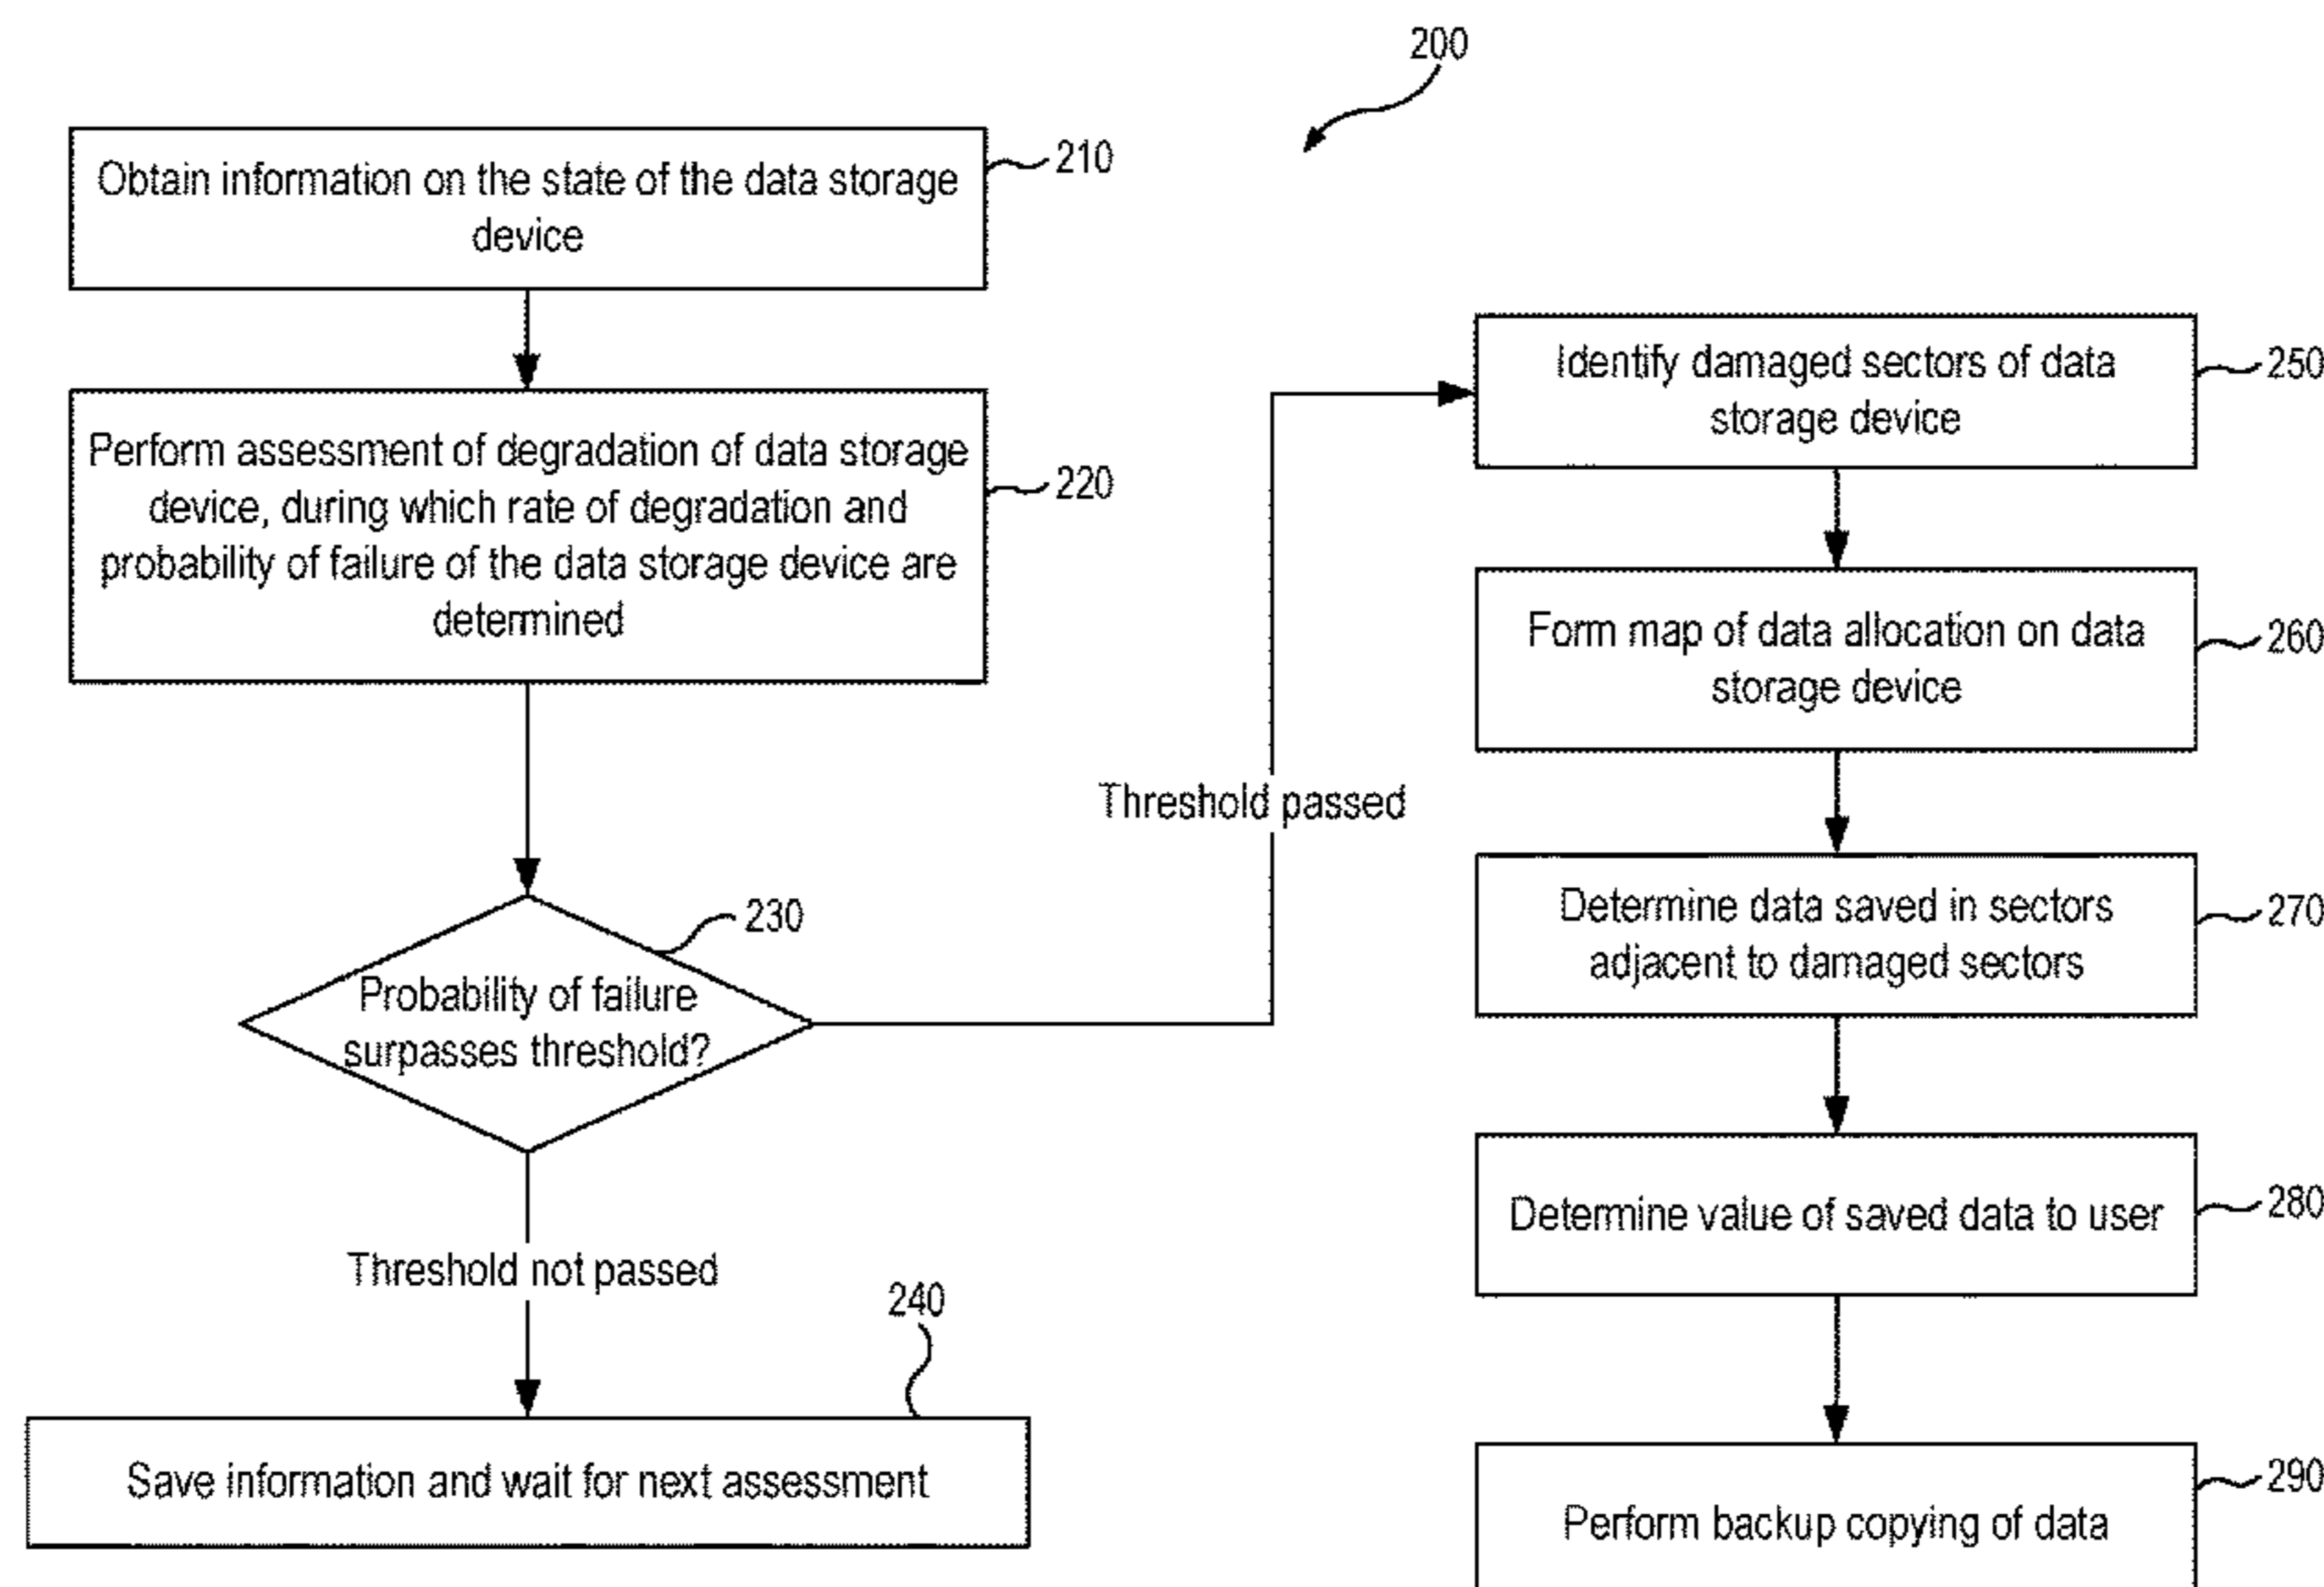 200
Obtain information on the state of the data storage
device
210
Perform assessment of degradation of data storage
device, during which rate of degradation and
probability of failure of the data storage device are
determined
220
Probability of failure
surpasses threshold?
230
Threshold not passed
Threshold passed
240
Save information and wait for next assessment
Identify damaged sectors of data
storage device
250
Form map of data allocation on data
storage device
260
Determine data saved in sectors
adjacent to damaged sectors
270
Determine value of saved data to user
280
Perform backup copying of data
290